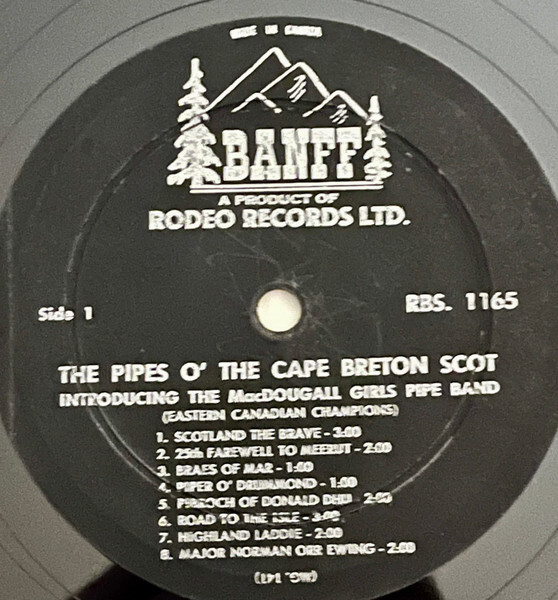 MADE IN CANADA
BANFF
A PRODUCT OF
RODEO RECORDS LTD.
Side 1
RBS. 1165
THE PIPES O' THE CAPE BRETON SCOT
INTRODUCING THE MacDOUGALL GIRLS PIPE BAND
(EASTERN CANADIAN CHAMPIONS)
1. SCOTLAND THE BRAVE - 3:00
2. 25th FAREWELL TO MEERUT - 2:00
3. BRAES OF MAR - 1:00
4. PIPER O' DRUMMOND - 1:00
5. PIBROCH OF DONALD DHU - 2:00
6. ROAD TO THE ISLE - 3:00
7. HIGHLAND LADDIE - 2:00
8. MAJOR NORMAN ORR EWING - 2:00
(MG. 141)